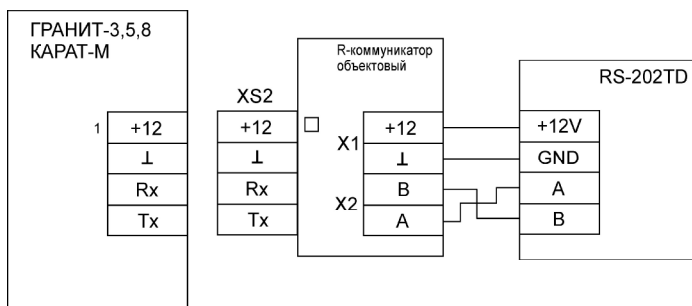 ГРАНИТ-3,5,8
КАРАТ-М
1
+12
⊥
Rx
Tx
XS2
+12
⊥
Rx
Tx
R-коммуникатор
объектовый
X1
+12
⊥
X2
B
A
RS-202TD
+12V
GND
A
B